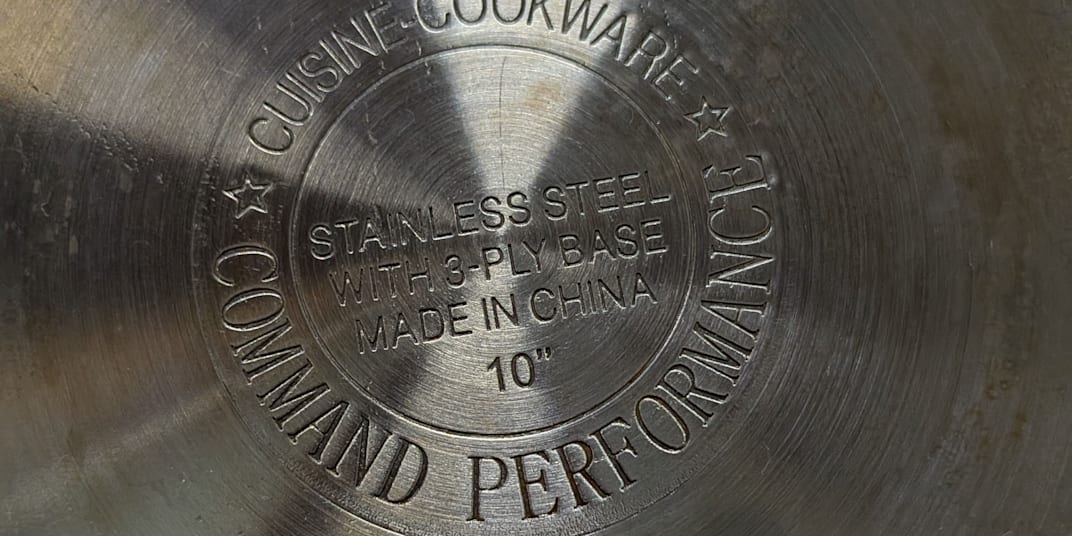 CUISINE-COOKWARE
STAINLESS STEEL
WITH 3-PLY BASE
MADE IN CHINA
10”
COMMAND PERFORMANCE